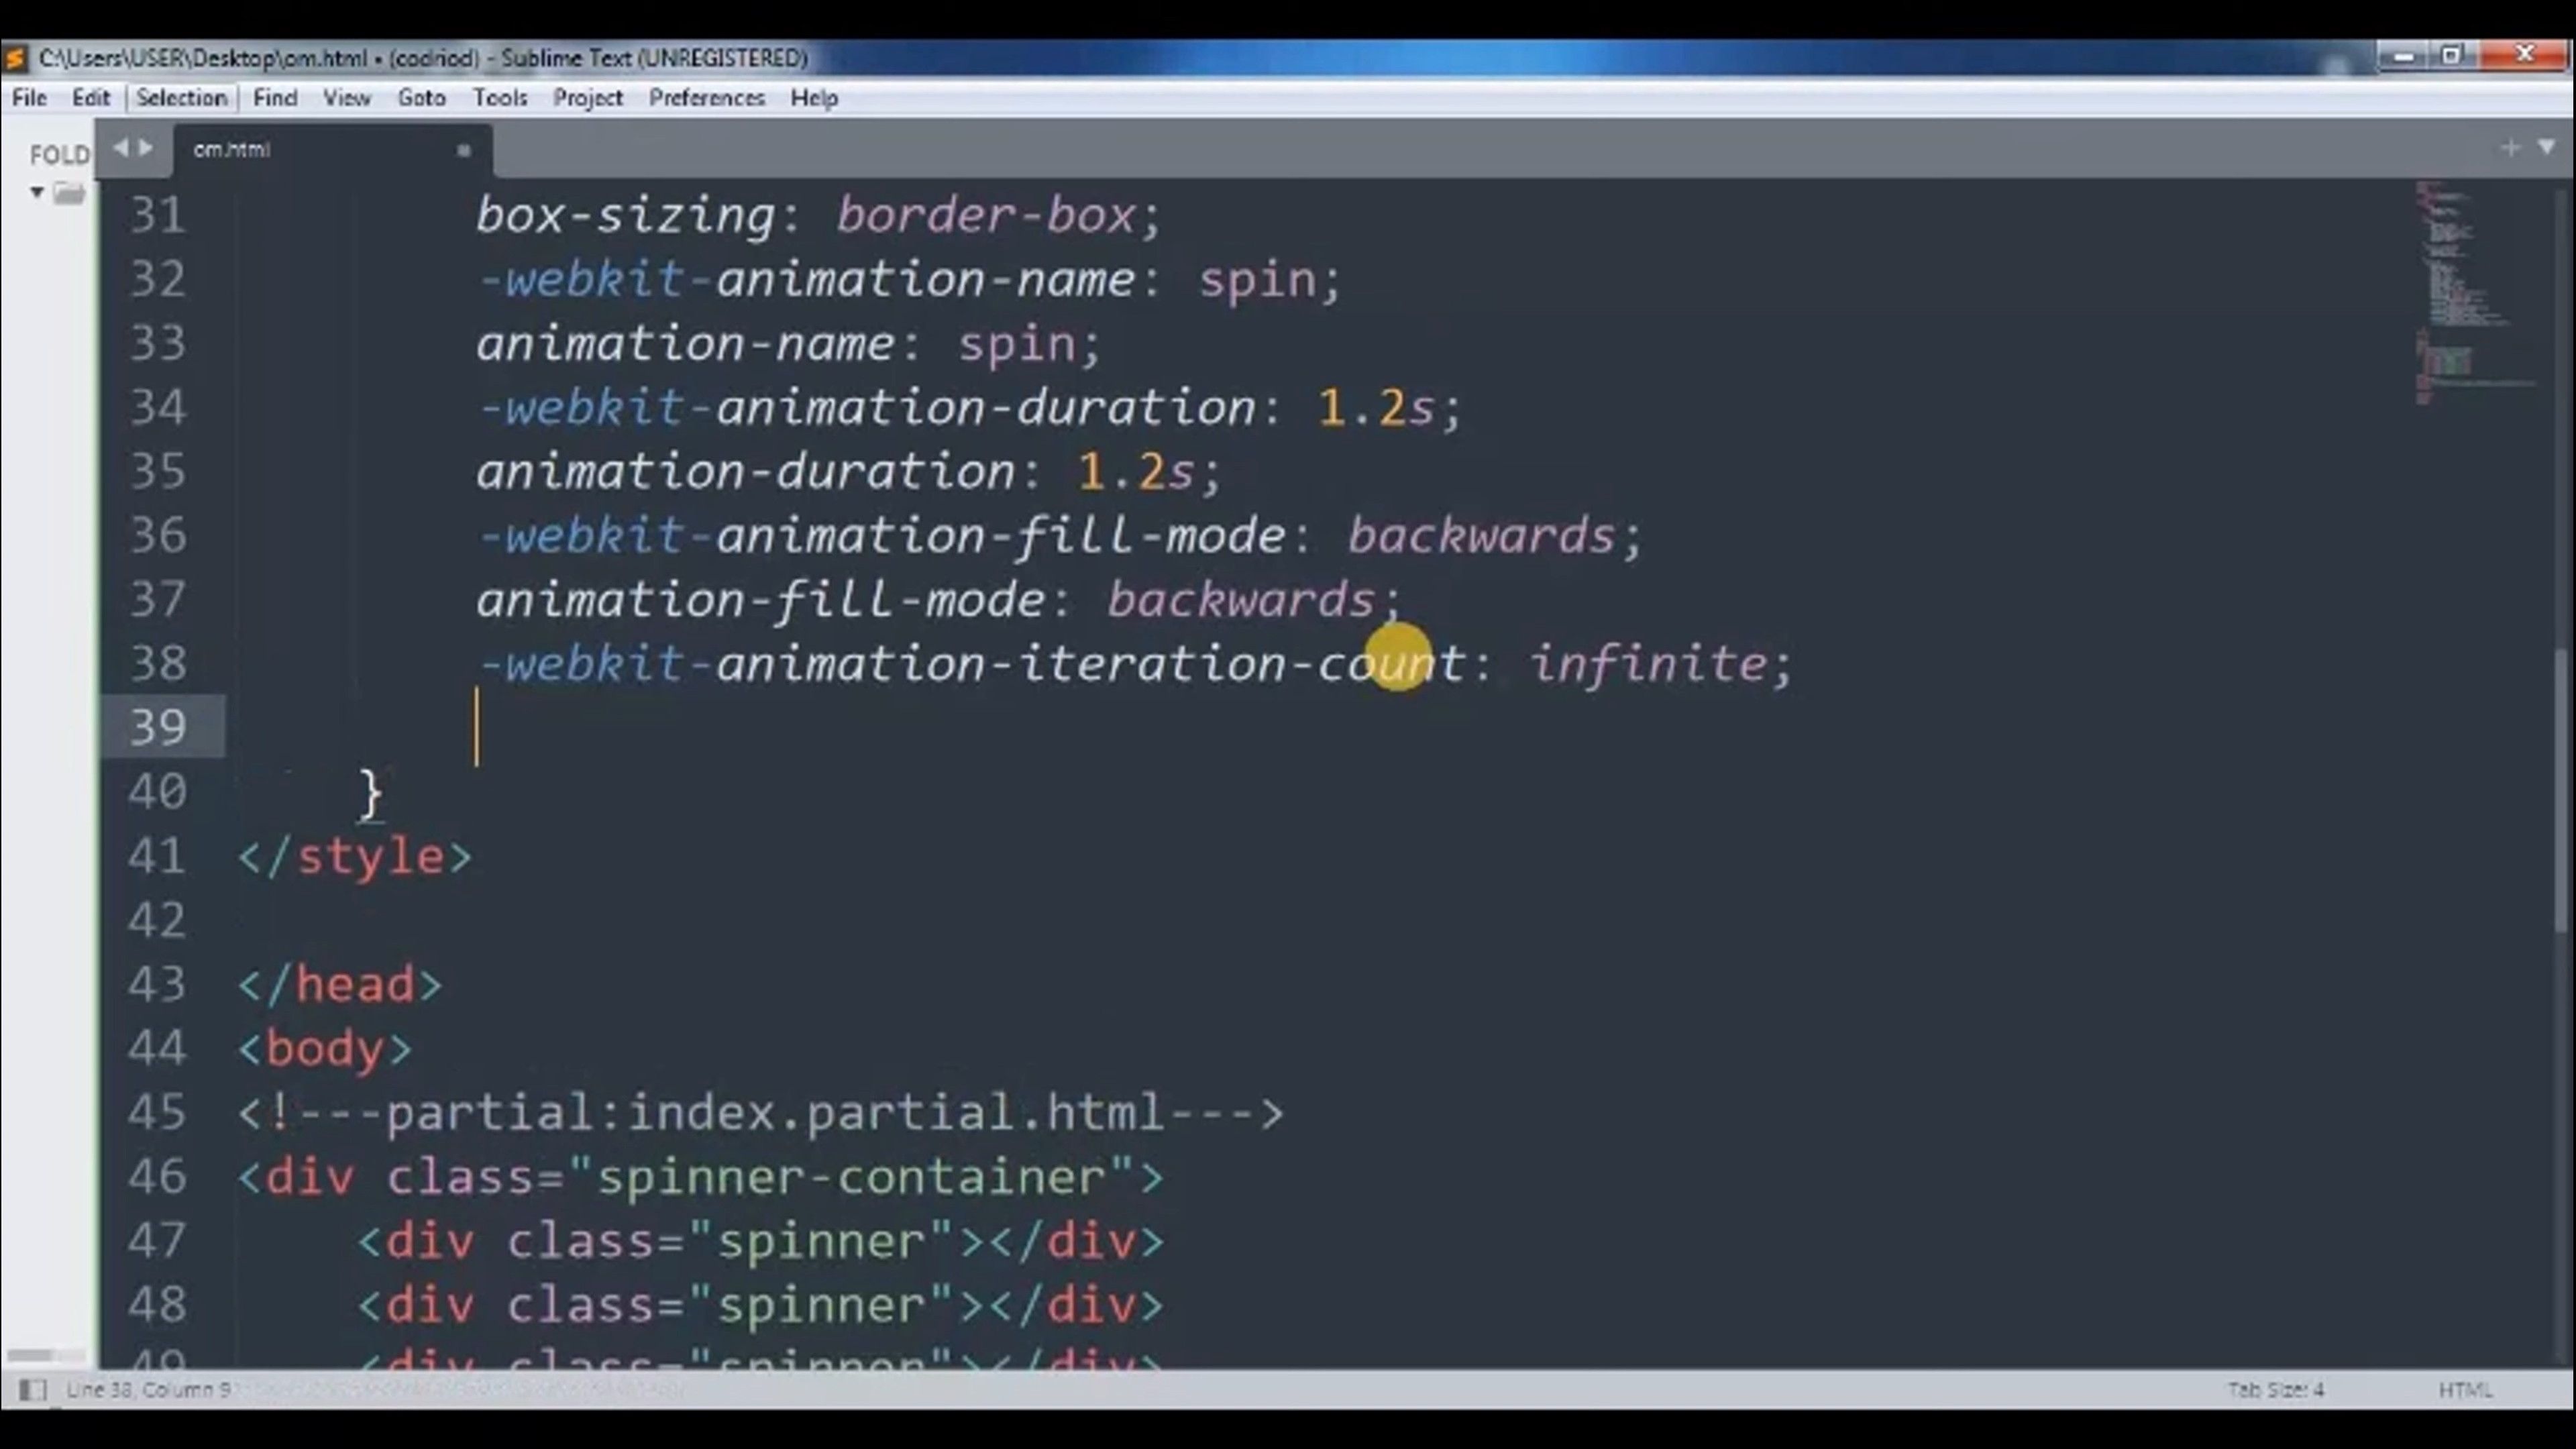 C:\Users\USER\Desktop\om.html • (codriod) - Sublime Text (UNREGISTERED)
File Edit Selection Find View Goto Tools Project Preferences Help
FOLD
om.html
31 box-sizing: border-box;
32 -webkit-animation-name: spin;
33 animation-name: spin;
34 -webkit-animation-duration: 1.2s;
35 animation-duration: 1.2s;
36 -webkit-animation-fill-mode: backwards;
37 animation-fill-mode: backwards;
38 -webkit-animation-iteration-count: infinite;
39
40 }
41 </style>
42
43 </head>
44 <body>
45 <!---partial:index.partial.html--->
46 <div class="spinner-container">
47 <div class="spinner"></div>
48 <div class="spinner"></div>
49 <div class="spinner"></div>
Line 38, Column 9 Tab Size: 4 HTML